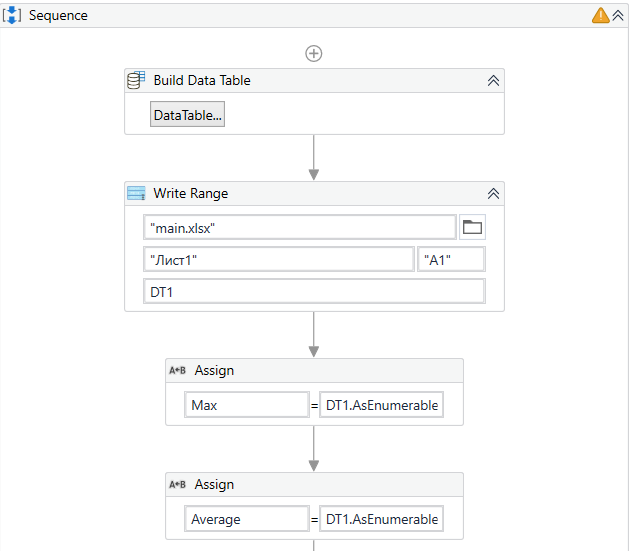 Sequence
Build Data Table
DataTable...
Write Range
"main.xlsx"
"Лист1" "A1"
DT1
A←B Assign
Max = DT1.AsEnumerable
A←B Assign
Average = DT1.AsEnumerable